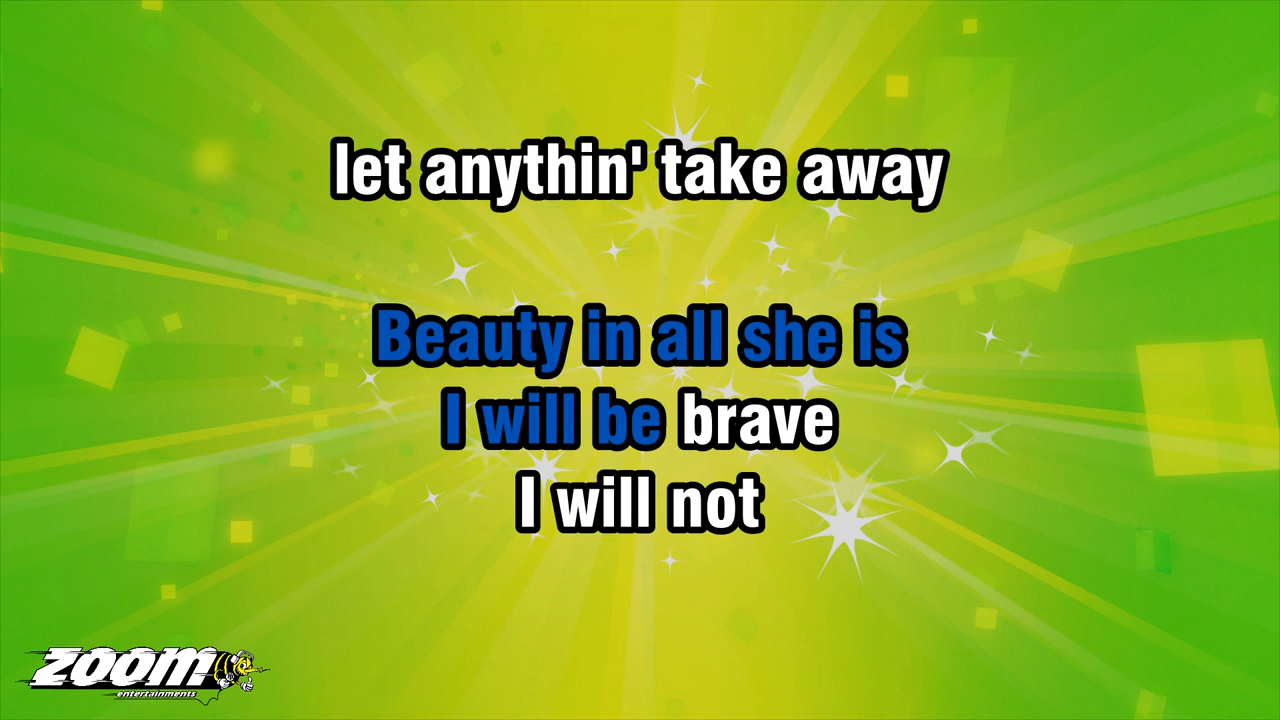 let anythin' take away
Beauty in all she is
I will be brave
I will not
zoom
entertainments